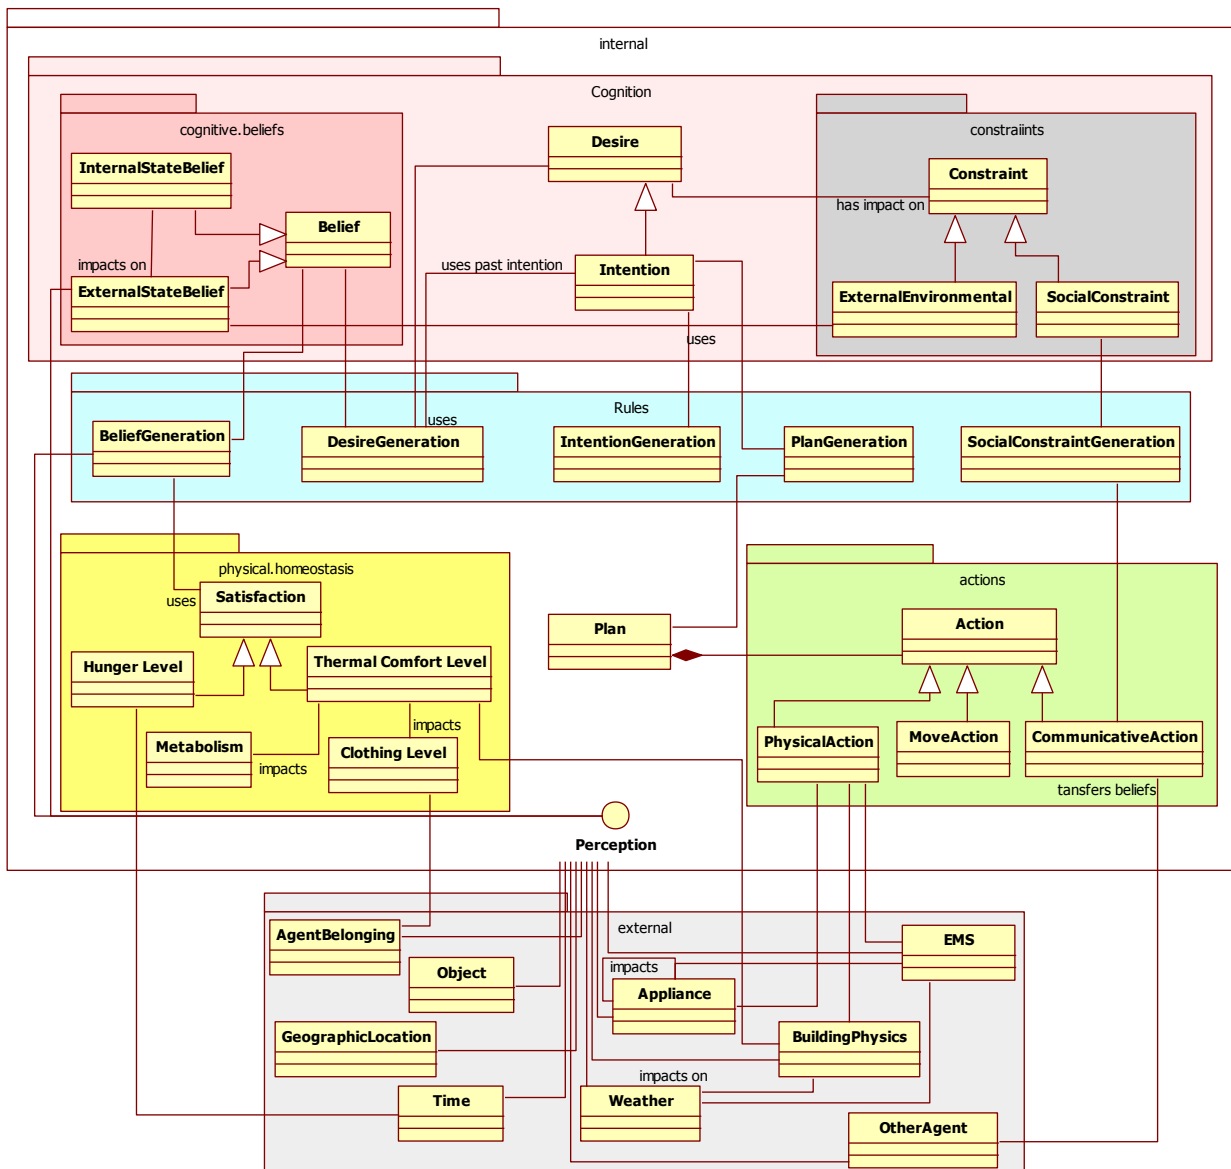 internal
Cognition
cognitive.beliefs
constraiints
Desire
InternalStateBelief
Constraint
has impact on
Belief
impacts on
uses past intention
Intention
ExternalStateBelief
ExternalEnvironmental
SocialConstraint
uses
Rules
uses
BeliefGeneration
DesireGeneration
IntentionGeneration
PlanGeneration
SocialConstraintGeneration
physical.homeostasis
actions
uses
Satisfaction
Plan
Action
Hunger Level
Thermal Comfort Level
impacts
Metabolism
impacts
Clothing Level
PhysicalAction
MoveAction
CommunicativeAction
tansfers beliefs
Perception
external
AgentBelonging
EMS
Object
impacts
Appliance
GeographicLocation
BuildingPhysics
impacts on
Time
Weather
OtherAgent